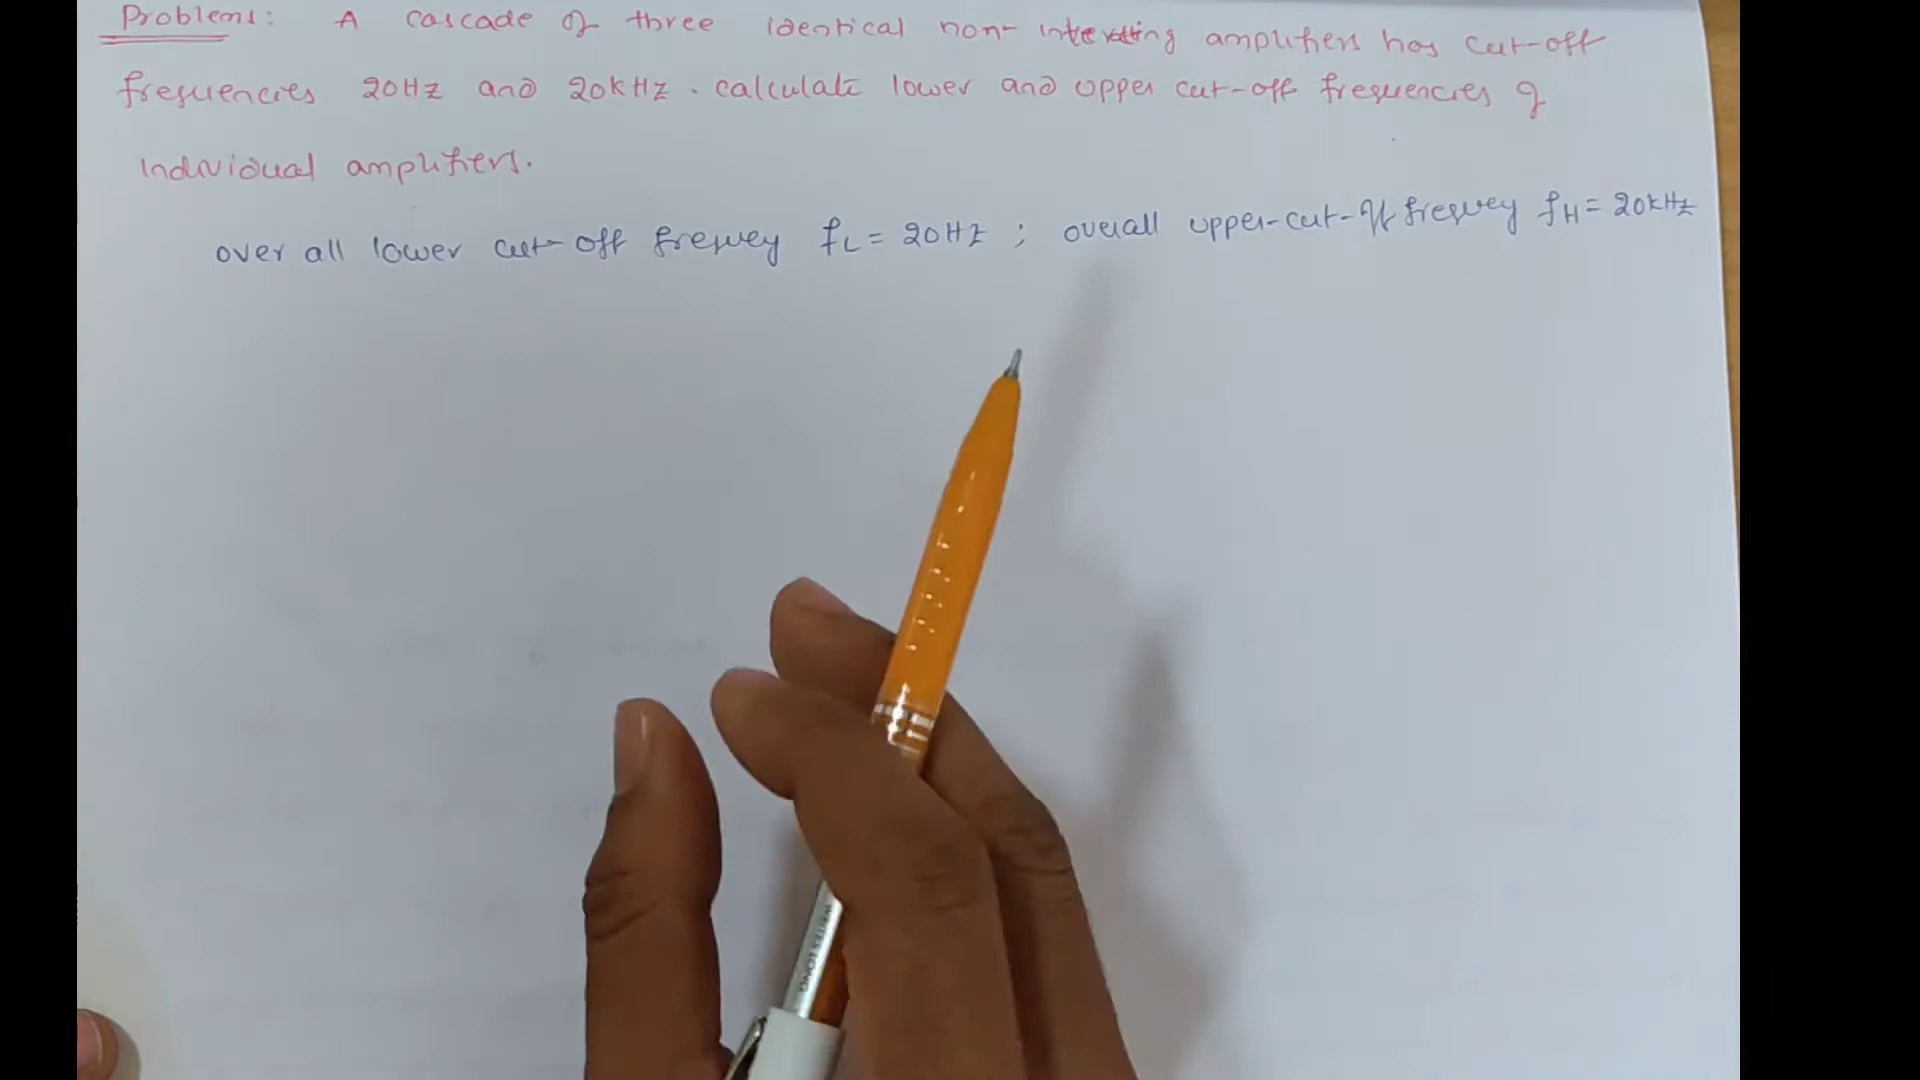 Problems: A cascade of three identical non-interacting amplifiers has cut-off
frequencies 20Hz and 20kHz. calculate lower and upper cut-off frequencies of
individual amplifiers.
over all lower cut-off frequency fL = 20Hz ; overall upper-cut-off frequency fH = 20kHz
WRITES LONG